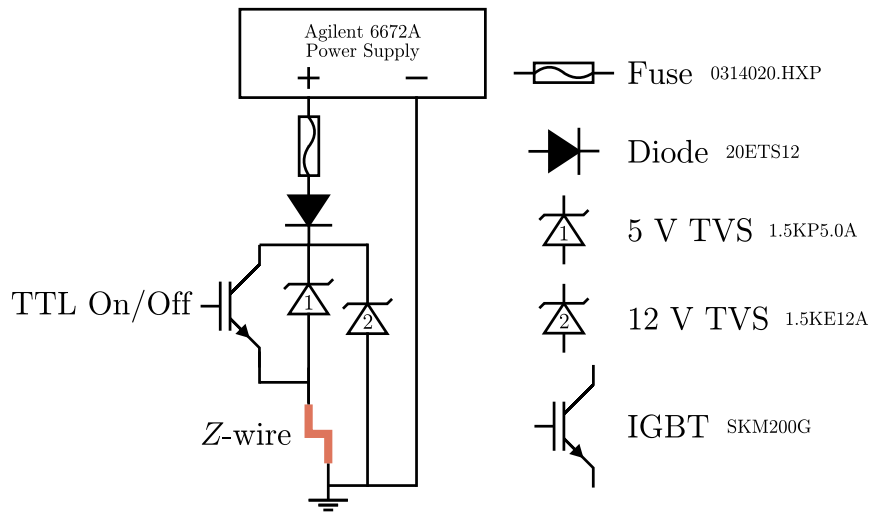 Agilent 6672A
Power Supply
+ −
Fuse 0314020.HXP
Diode 20ETS12
1
5 V TVS 1.5KP5.0A
TTL On/Off
1
2
2
12 V TVS 1.5KE12A
Z-wire
IGBT SKM200G